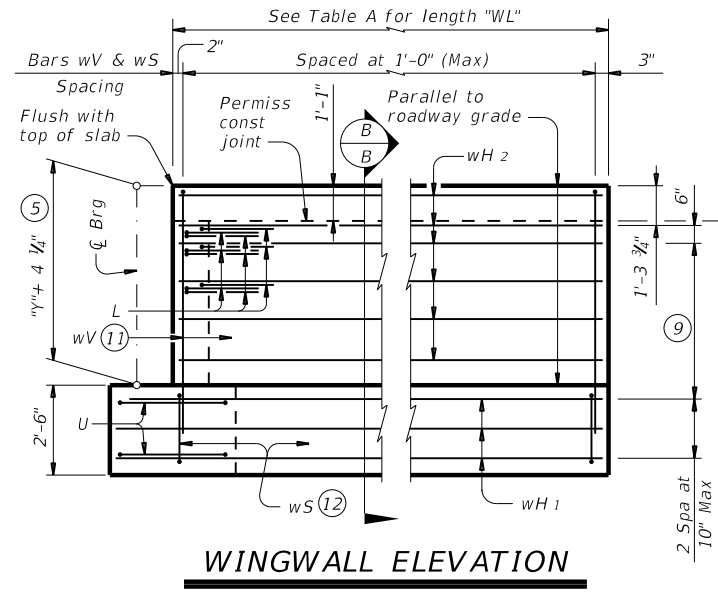 See Table A for length "WL"
2"
Bars wV & wS
Spacing
Spaced at 1'-0" (Max)
3"
Flush with
top of slab
Permiss
const
joint
1'-1"
B
B
Parallel to
roadway grade
wH 2
6"
1'-3 ¾"
5
"Y"+ 4 ¼"
℄ Brg
L
wV 11
9
2'-6"
U
wS 12
wH 1
2 Spa at
10" Max
WINGWALL ELEVATION